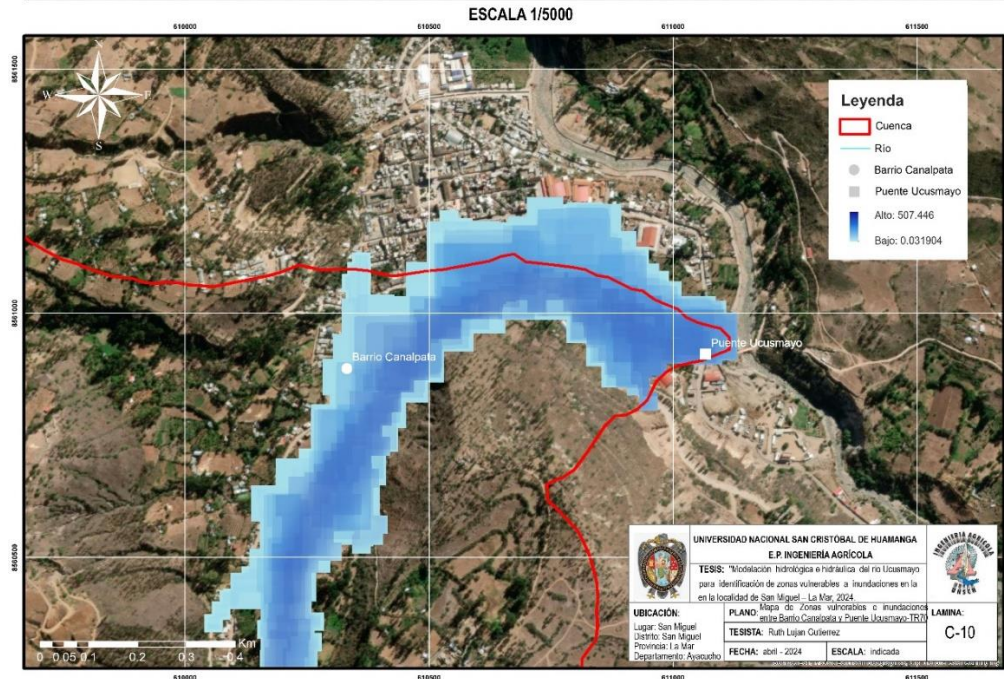 ESCALA 1/5000
610000
610500
611000
611500
8561500
8561000
8560500
N
W
E
S
Leyenda
Cuenca
Río
Barrio Canalpata
Puente Ucusmayo
Alto: 507.446
Bajo: 0.031904
Barrio Canalpata
Puente Ucusmayo
Km
0 0.05 0.1 0.2 0.3 0.4
610000
610500
611000
611500
UNIVERSIDAD NACIONAL SAN CRISTÓBAL DE HUAMANGA
E.P. INGENIERÍA AGRÍCOLA
TESIS: "Modelación hidrológica e hidráulica del río Ucusmayo
para identificación de zonas vulnerables a inundaciones en la
en la localidad de San Miguel – La Mar, 2024.
UBICACIÓN:
Lugar: San Miguel
Distrito: San Miguel
Provincia: La Mar
Departamento: Ayacucho
PLANO: Mapa de Zonas vulnerables e inundaciones
entre Barrio Canalpata y Puente Ucusmayo-TR70
TESISTA: Ruth Lujan Gutierrez
FECHA: abril - 2024
ESCALA: indicada
LAMINA:
C-10
INGENIERÍA AGRÍCOLA
UNSCH